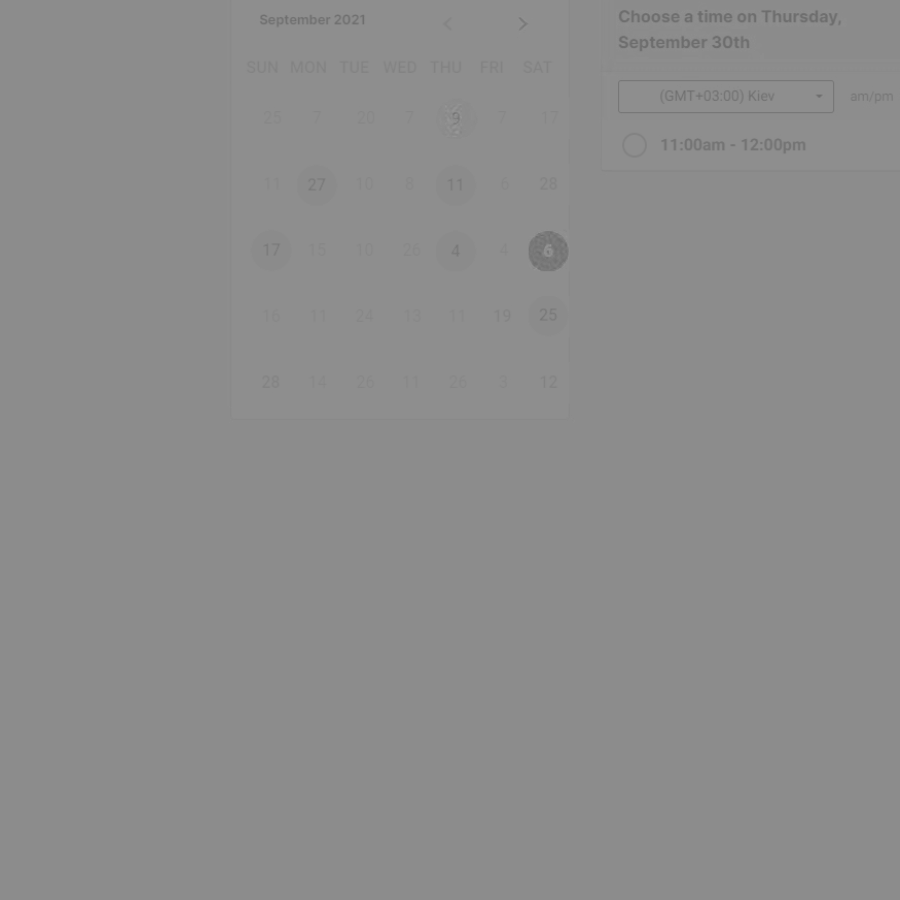 September 2021
Choose a time on Thursday,
September 30th
SUN MON TUE WED THU FRI SAT
(GMT+03:00) Kiev
am/pm
11:00am - 12:00pm
25 7 20 7 9 7 17
11 27 10 8 11 6 28
17 15 10 26 4 4 6
16 11 24 13 11 19 25
28 14 26 11 26 3 12